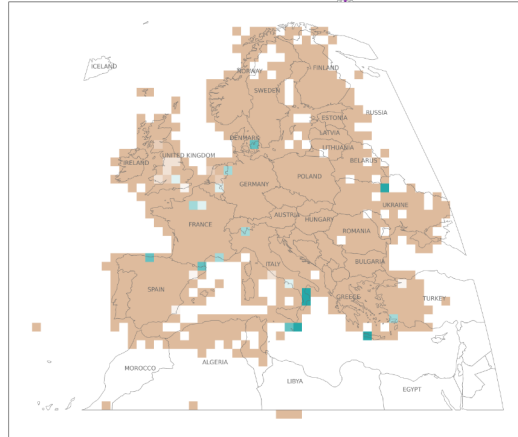 ICELAND
NORWAY
FINLAND
SWEDEN
ESTONIA
RUSSIA
LATVIA
DENMARK
LITHUANIA
UNITED KINGDOM
IRELAND
BELARUS
POLAND
GERMANY
UKRAINE
AUSTRIA
HUNGARY
FRANCE
ROMANIA
BULGARIA
ITALY
SPAIN
GREECE
TURKEY
MOROCCO
ALGERIA
LIBYA
EGYPT